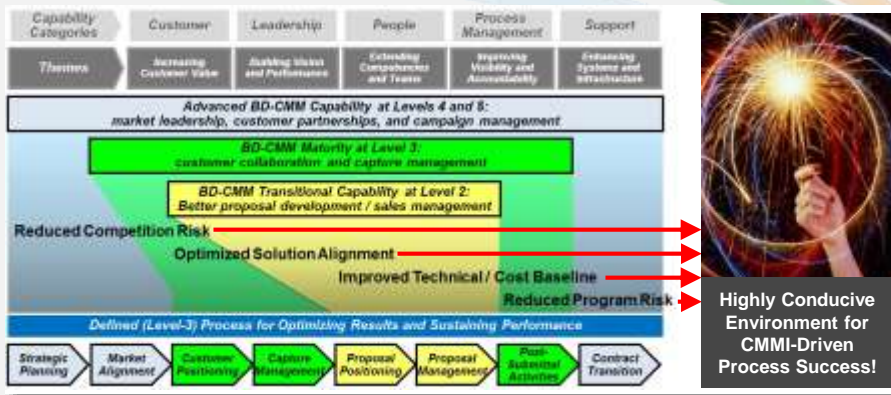 Capability
Categories
Customer
Leadership
People
Process
Management
Support
Themes
Increasing
Customer Value
Building Vision
and Performance
Extending
Competencies
and Teams
Improving
Visibility and
Accountability
Enhancing
Systems and
Infrastructure
Advanced BD-CMM Capability at Levels 4 and 5:
market leadership, customer partnerships, and campaign management
BD-CMM Maturity at Level 3:
customer collaboration and capture management
BD-CMM Transitional Capability at Level 2:
Better proposal development / sales management
Reduced Competition Risk
Optimized Solution Alignment
Improved Technical / Cost Baseline
Reduced Program Risk
Defined (Level-3) Process for Optimizing Results and Sustaining Performance
Strategic
Planning
Market
Alignment
Customer
Positioning
Capture
Management
Proposal
Positioning
Proposal
Management
Post-
Submittal
Activities
Contract
Transition
Highly Conducive
Environment for
CMMI-Driven
Process Success!